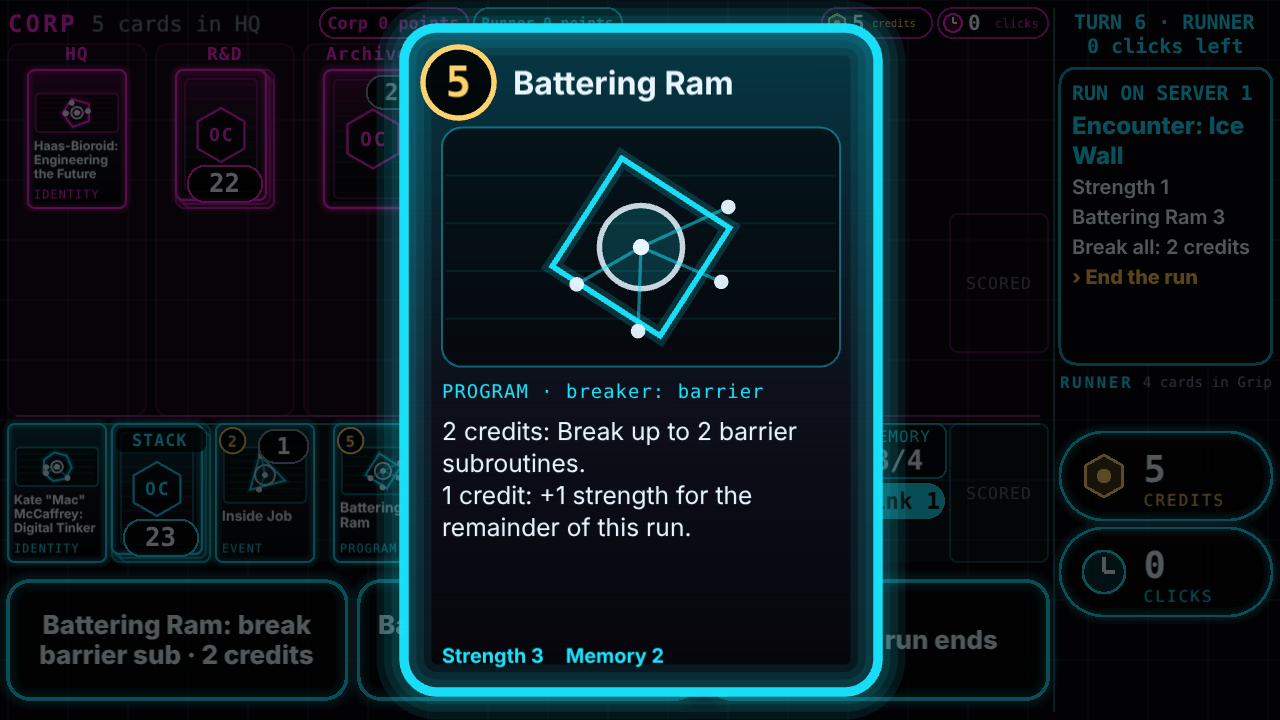 CORP 5 cards in HQ
Corp 0 points
Runner 0 points
5 credits
0 clicks
TURN 6 · RUNNER
0 clicks left
HQ
R&D
Haas-Bioroid:
Engineering
the Future
IDENTITY
OC
22
OC
2
SCORED
RUN ON SERVER 1
Encounter: Ice
Wall
Strength 1
Battering Ram 3
Break all: 2 credits
› End the run
RUNNER 4 cards in Grip
5
Battering Ram
PROGRAM · breaker: barrier
2 credits: Break up to 2 barrier
subroutines.
1 credit: +1 strength for the
remainder of this run.
Strength 3 Memory 2
Kate "Mac"
McCaffrey:
Digital Tinker
IDENTITY
STACK
OC
23
2
1
Inside Job
EVENT
5
Battering
Ram
PROGRAM
/4
1
SCORED
5
CREDITS
0
CLICKS
Battering Ram: break
barrier sub · 2 credits
run ends